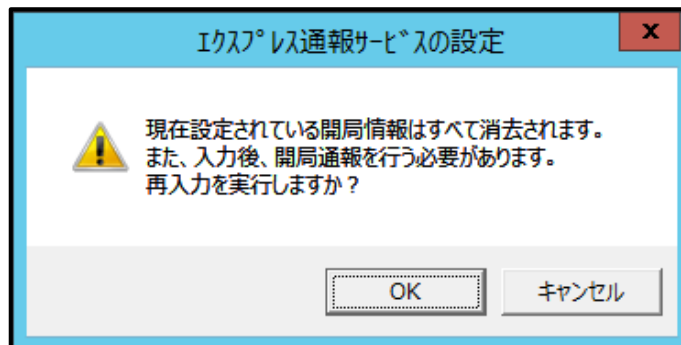 ｴｸｽﾌﾟﾚｽ通報ｻｰﾋﾞｽの設定
x
現在設定されている開局情報はすべて消去されます。
また、入力後、開局通報を行う必要があります。
再入力を実行しますか？
OK
キャンセル